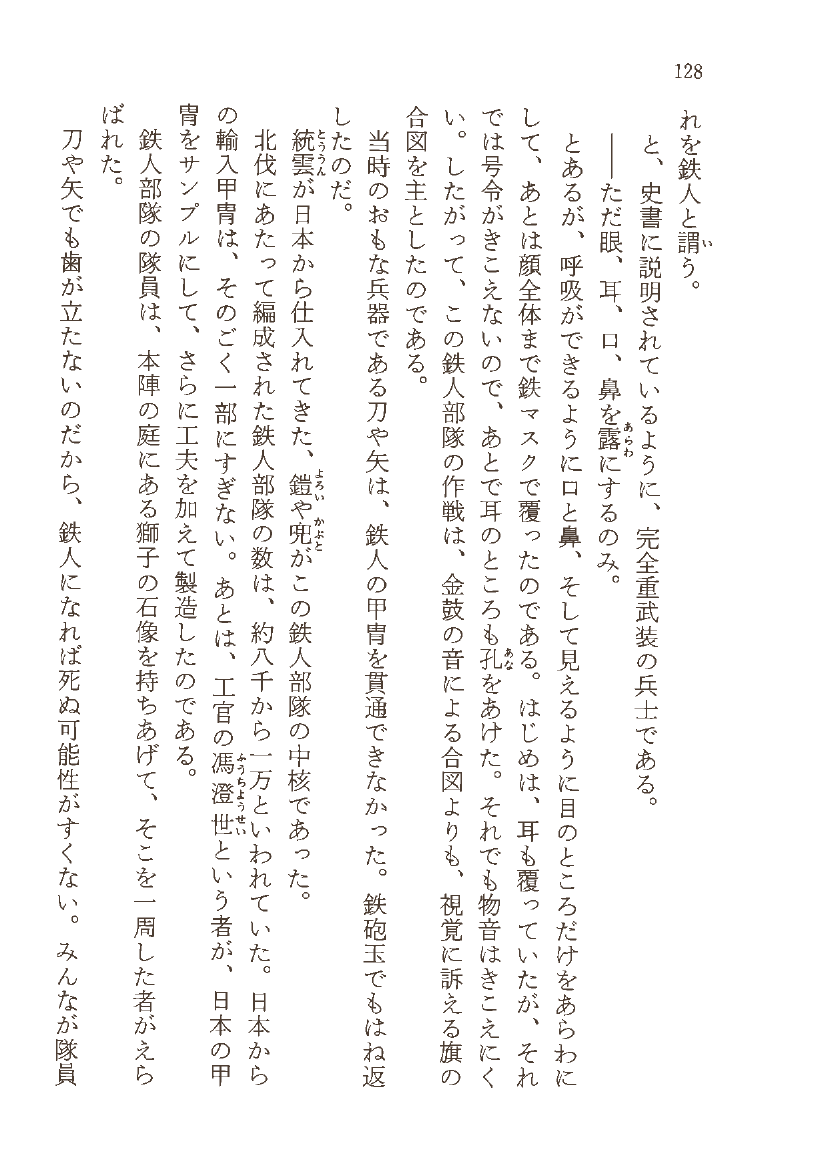 128
れを鉄人と謂う。
と、史書に説明されているように、完全重武装の兵士である。
――ただ眼、耳、口、鼻を露にするのみ。
とあるが、呼吸ができるように口と鼻、そして見えるように目のところだけをあらわに
して、あとは顔全体まで鉄マスクで覆ったのである。はじめは、耳も覆っていたが、それ
では号令がきこえないので、あとで耳のところも孔をあけた。それでも物音はきこえにく
い。したがって、この鉄人部隊の作戦は、金鼓の音による合図よりも、視覚に訴える旗の
合図を主としたのである。
当時のおもな兵器である刀や矢は、鉄人の甲冑を貫通できなかった。鉄砲玉でもはね返
したのだ。
統雲が日本から仕入れてきた、鎧や兜がこの鉄人部隊の中核であった。
北伐にあたって編成された鉄人部隊の数は、約八千から一万といわれていた。日本から
の輸入甲冑は、そのごく一部にすぎない。あとは、工官の馮澄世という者が、日本の甲
冑をサンプルにして、さらに工夫を加えて製造したのである。
鉄人部隊の隊員は、本陣の庭にある獅子の石像を持ちあげて、そこを一周した者がえら
ばれた。
刀や矢でも歯が立たないのだから、鉄人になれば死ぬ可能性がすくない。みんなが隊員